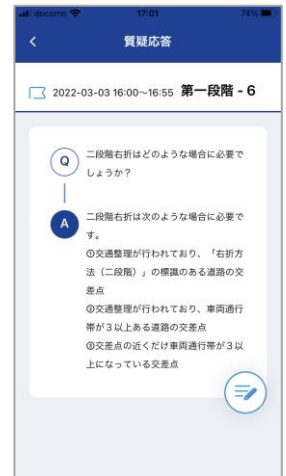 docomo 17:01 74%
質疑応答
2022-03-03 16:00～16:55 第一段階 - 6
Q 二段階右折はどのような場合に必要で
しょうか？
A 二段階右折は次のような場合に必要で
す。
①交通整理が行われており、「右折方
法（二段階）」の標識のある道路の交
差点
②交通整理が行われており、車両通行
帯が３以上ある道路の交差点
③交差点の近くだけ車両通行帯が３以
上になっている交差点